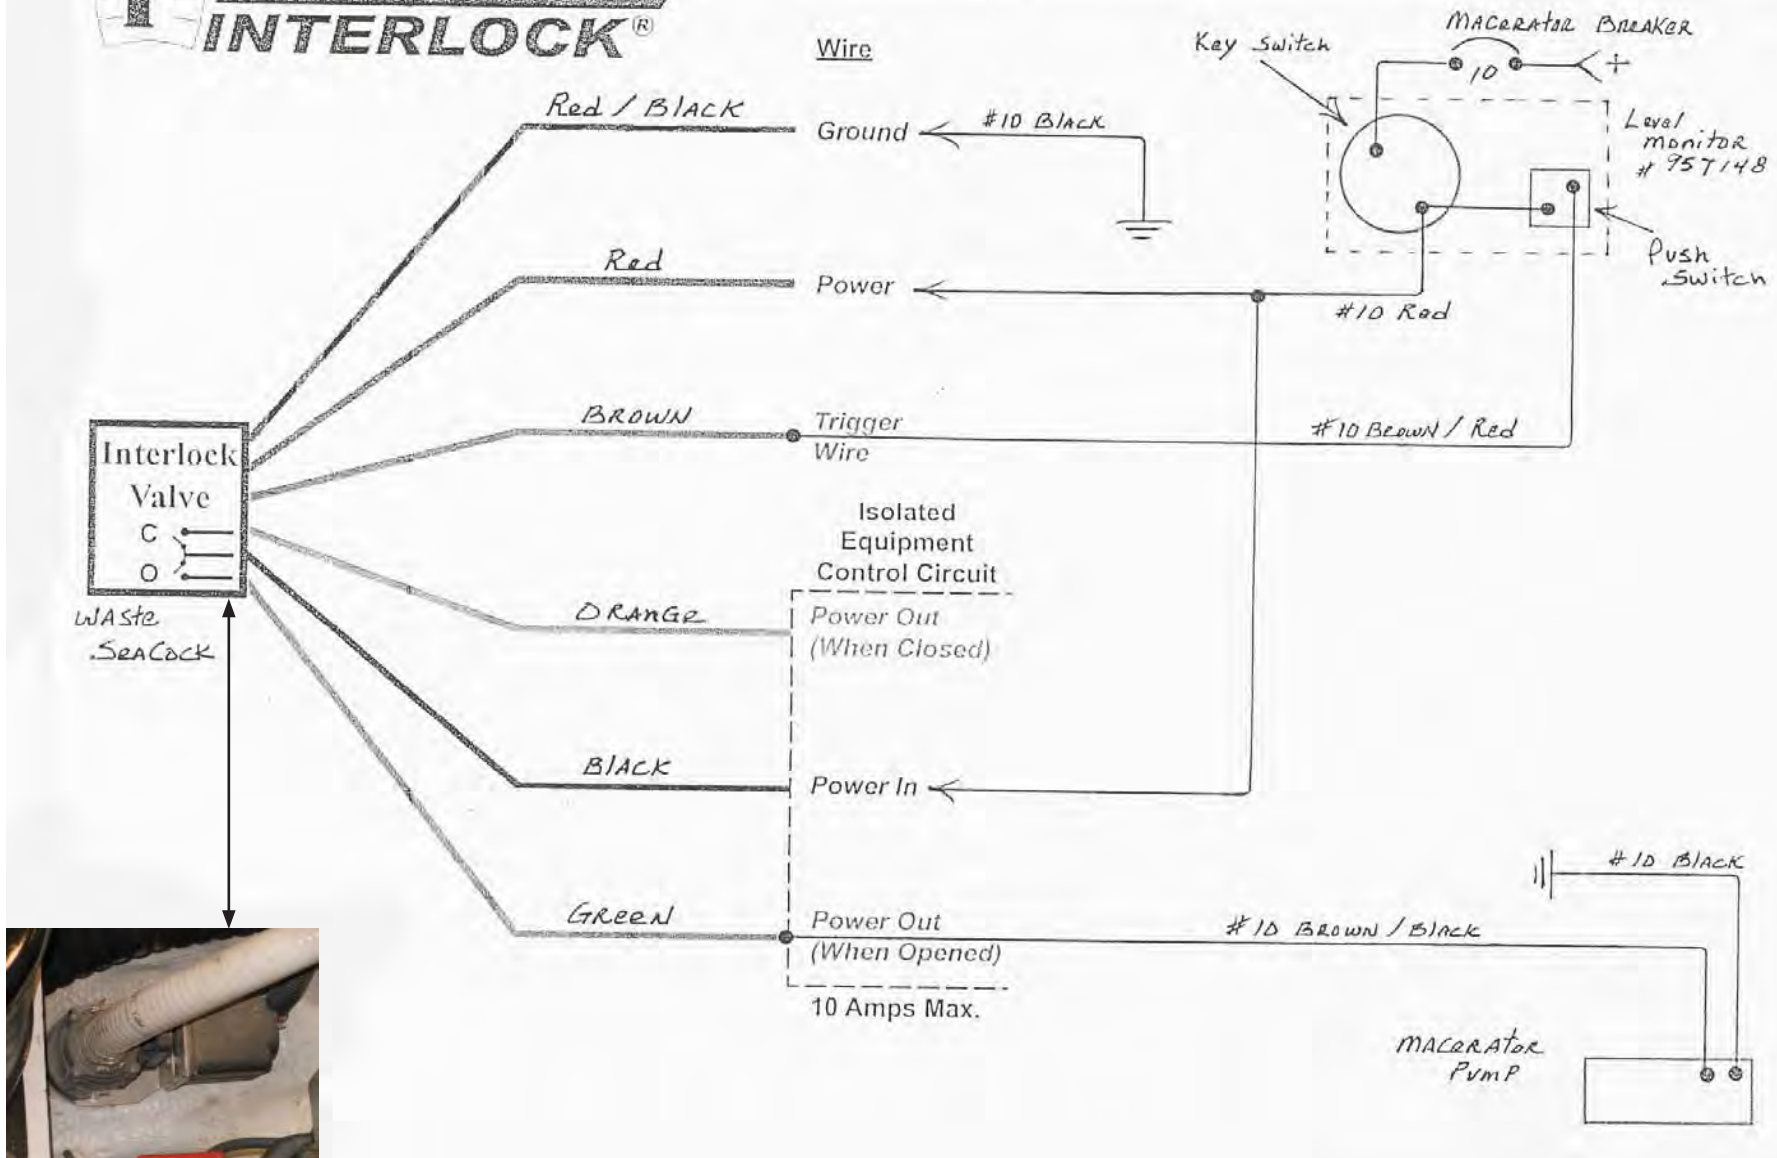 INTERLOCK®
Wire
Key Switch
MACERATOR BREAKER
10
+
Level
monitor
# 957148
Push
Switch
Red / BLACK
Ground
#10 BLACK
Red
Power
#10 Red
BROWN
Trigger
Wire
#10 BROWN / Red
Interlock
Valve
C
O
WASTE
SEACOCK
Isolated
Equipment
Control Circuit
ORANGE
Power Out
(When Closed)
BLACK
Power In
GREEN
Power Out
(When Opened)
10 Amps Max.
#10 BROWN / BLACK
#10 BLACK
MACERATOR
PUMP